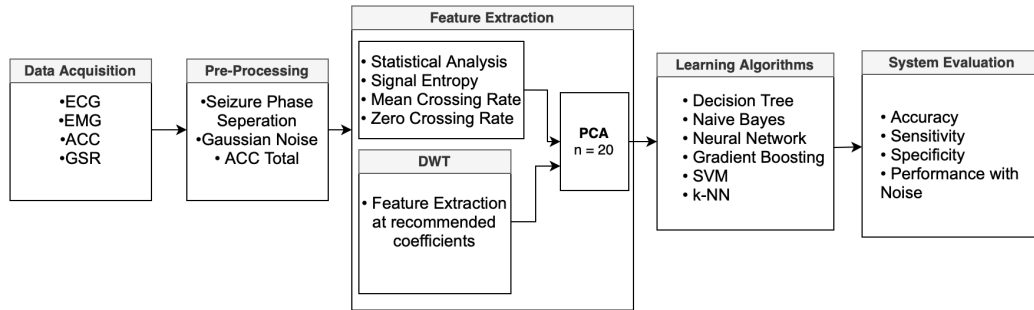 Data Acquisition
• ECG
• EMG
• ACC
• GSR
Pre-Processing
•Seizure Phase
Seperation
•Gaussian Noise
• ACC Total
Feature Extraction
• Statistical Analysis
• Signal Entropy
• Mean Crossing Rate
• Zero Crossing Rate
DWT
• Feature Extraction
at recommended
coefficients
PCA
n = 20
Learning Algorithms
• Decision Tree
• Naive Bayes
• Neural Network
• Gradient Boosting
• SVM
• k-NN
System Evaluation
• Accuracy
• Sensitivity
• Specificity
• Performance with
Noise